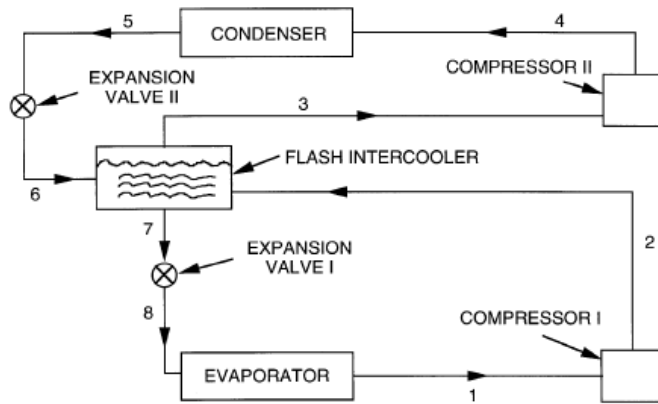 5
CONDENSER
4
EXPANSION
VALVE II
COMPRESSOR II
3
FLASH INTERCOOLER
6
7
EXPANSION
VALVE I
2
8
COMPRESSOR I
EVAPORATOR
1